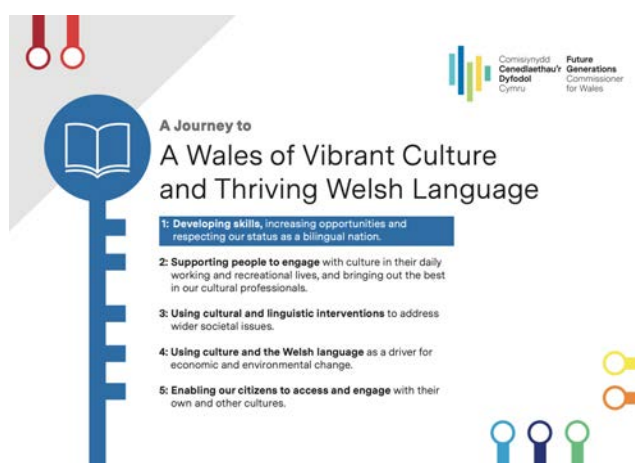 Comisiynydd
Cenedlaethau'r
Dyfodol
Cymru
Future
Generations
Commissioner
for Wales
A Journey to
A Wales of Vibrant Culture
and Thriving Welsh Language
1: Developing skills, increasing opportunities and
respecting our status as a bilingual nation.
2: Supporting people to engage with culture in their daily
working and recreational lives, and bringing out the best
in our cultural professionals.
3: Using cultural and linguistic interventions to address
wider societal issues.
4: Using culture and the Welsh language as a driver for
economic and environmental change.
5: Enabling our citizens to access and engage with their
own and other cultures.